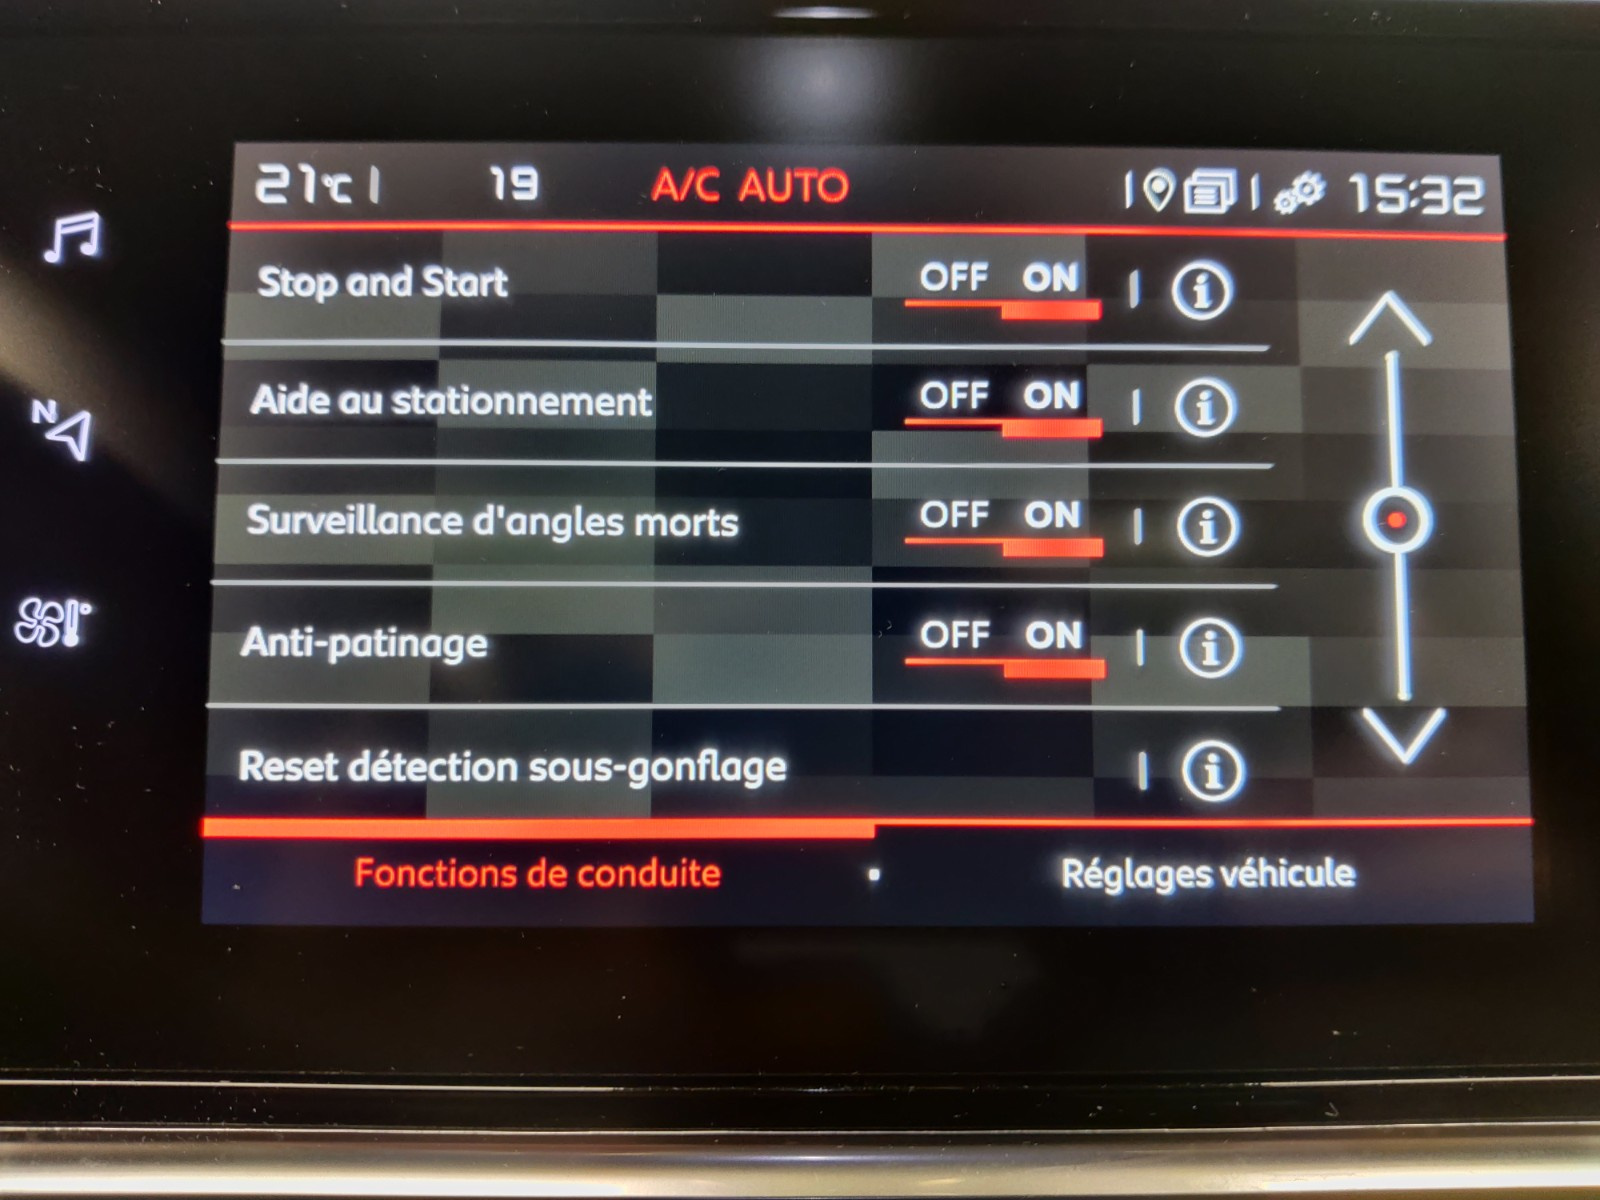 21°C 19 A/C AUTO 15:32
Stop and Start OFF ON
Aide au stationnement OFF ON
Surveillance d'angles morts OFF ON
Anti-patinage OFF ON
Reset détection sous-gonflage
Fonctions de conduite Réglages véhicule
N